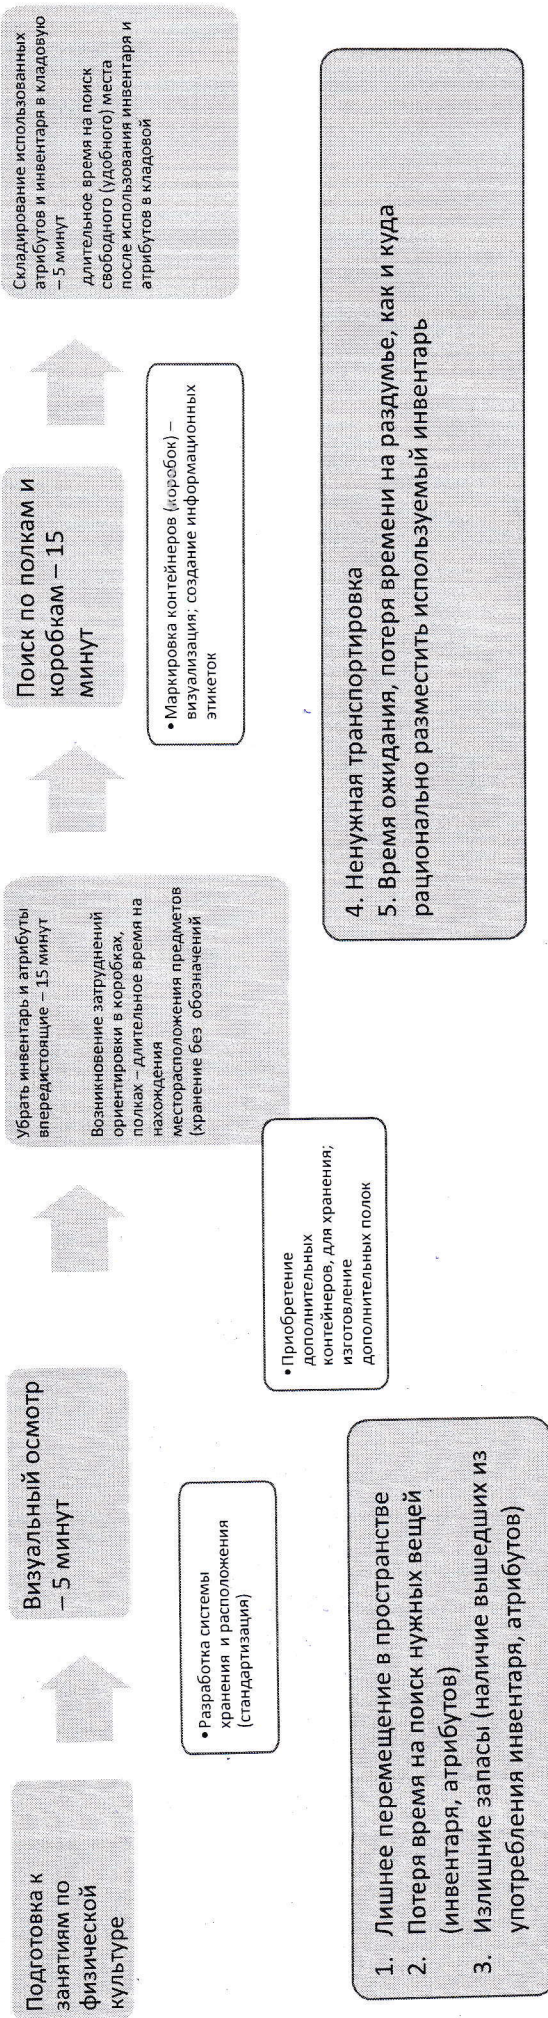 Подготовка к
занятиям по
физической
культуре
Визуальный осмотр
– 5 минут
Убрать инвентарь и атрибуты
впередистоящие – 15 минут
Возникновение затруднений
ориентировки в коробках,
полках – длительное время на
нахождения
месторасположения предметов
(хранение без обозначений
Поиск по полкам и
коробкам – 15
минут
Складирование использованных
атрибутов и инвентаря в кладовую
– 5 минут
длительное время на поиск
свободного (удобного) места
после использования инвентаря и
атрибутов в кладовой
•Разработка системы
хранения и расположения
(стандартизация)
•Приобретение
дополнительных
контейнеров, для хранения;
изготовление
дополнительных полок
•Маркировка контейнеров (коробок) –
визуализация; создание информационных
этикеток
1. Лишнее перемещение в пространстве
2. Потеря время на поиск нужных вещей
(инвентаря, атрибутов)
3. Излишние запасы (наличие вышедших из
употребления инвентаря, атрибутов)
4. Ненужная транспортировка
5. Время ожидания, потеря времени на раздумье, как и куда
рационально разместить используемый инвентарь